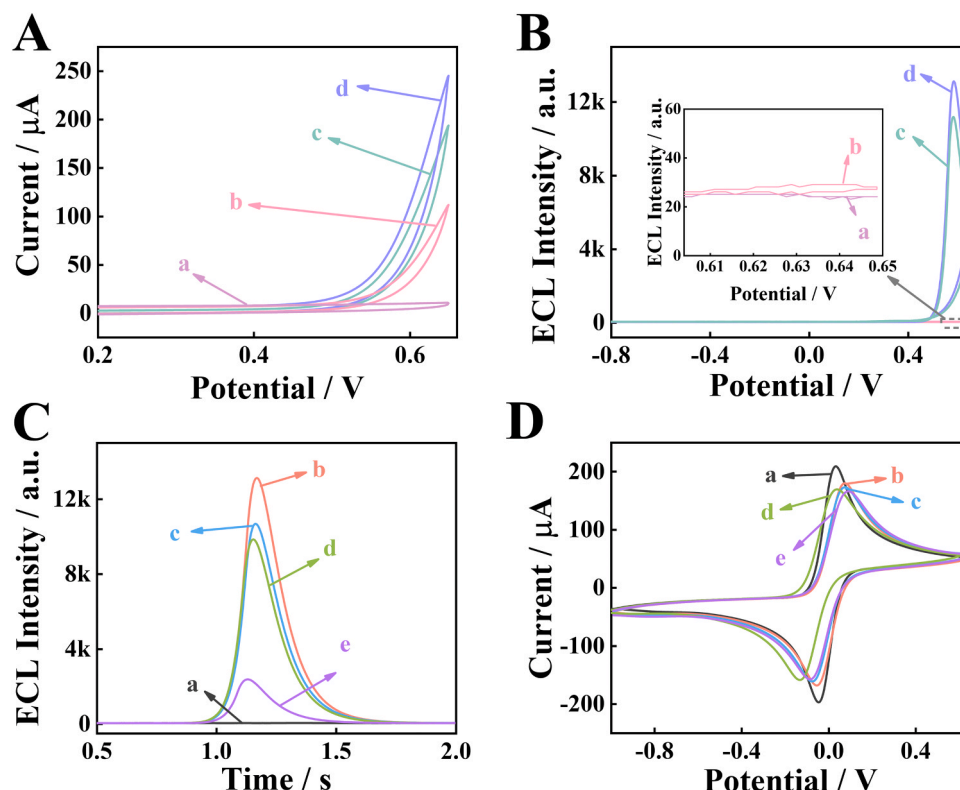 A
Current / μA
250
200
150
100
50
0
d
c
b
a
0.2
0.4
0.6
Potential / V
B
ECL Intensity / a.u.
12k
8k
4k
0
d
c
ECL Intensity / a.u.
60
40
20
0
b
a
0.61
0.62
0.63
0.64
0.65
Potential / V
-0.8
-0.4
0.0
0.4
Potential / V
C
ECL Intensity / a.u.
12k
8k
4k
0
b
c
d
e
a
0.5
1.0
1.5
2.0
Time / s
D
Current / μA
200
100
0
-100
-200
a
b
c
d
e
-0.8
-0.4
0.0
0.4
Potential / V